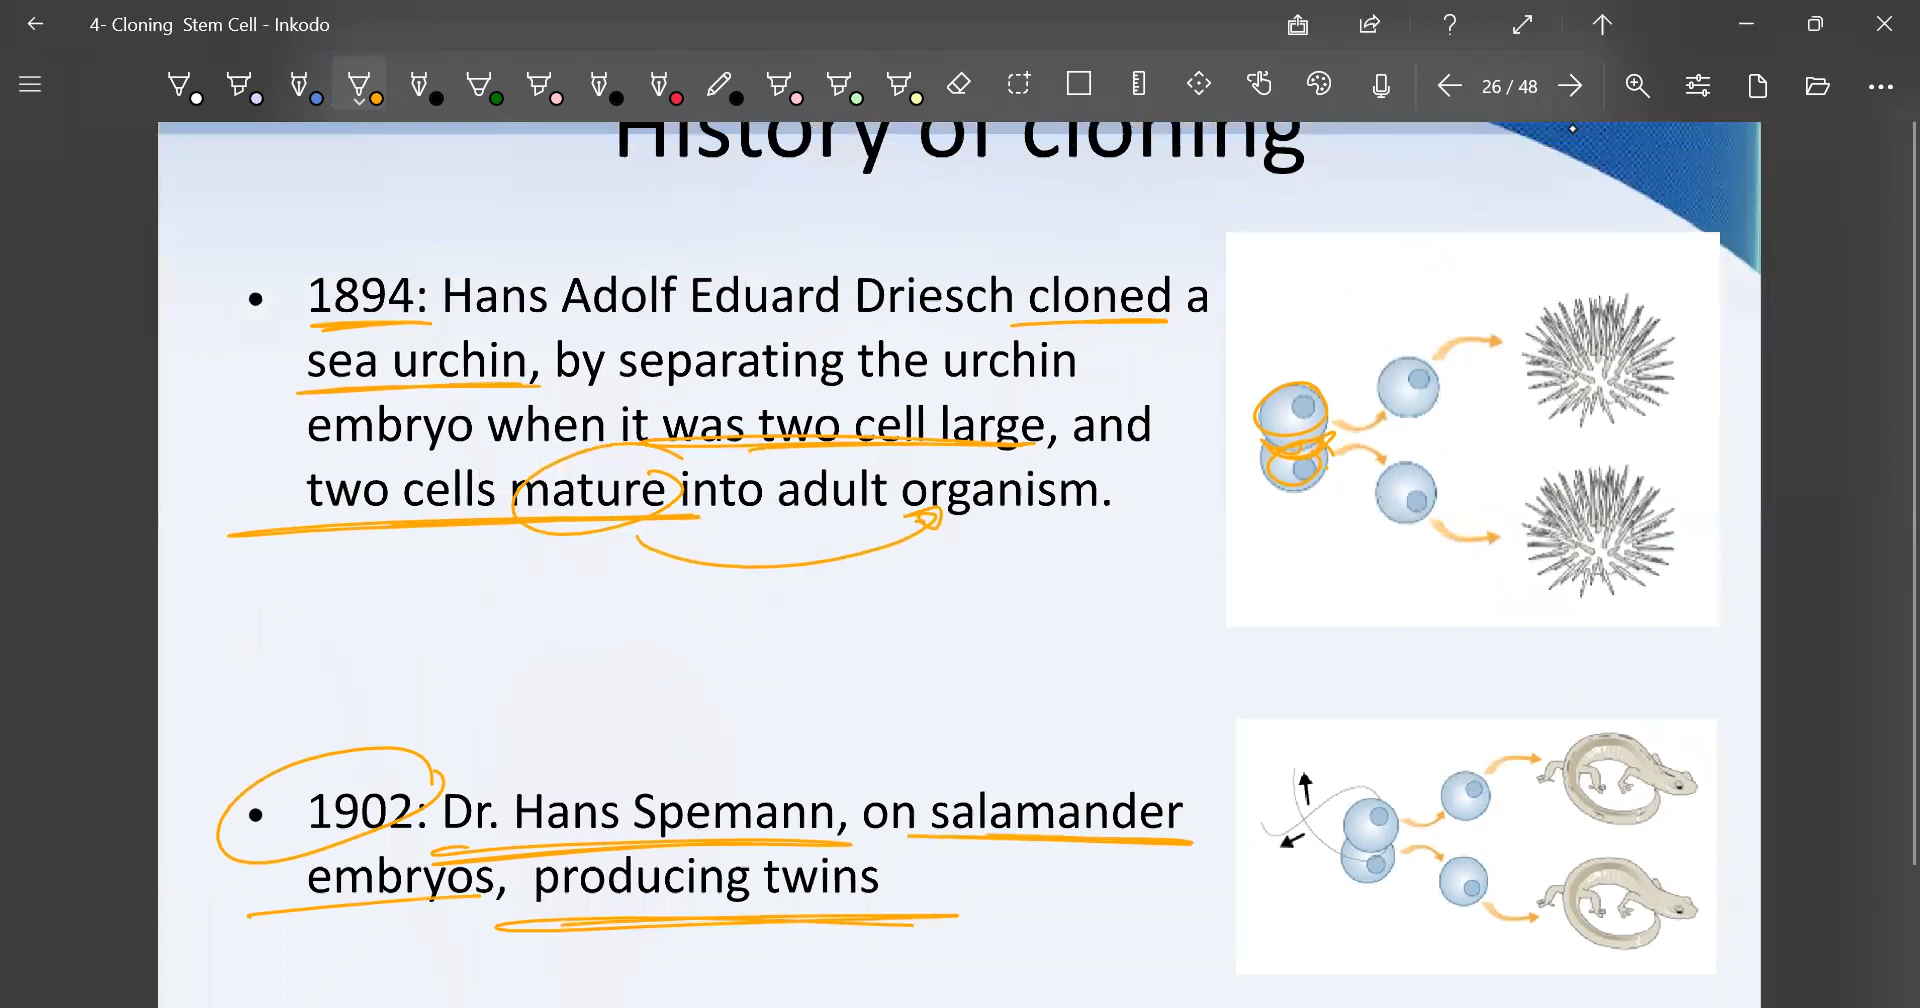 4- Cloning  Stem Cell - Inkodo
26 / 48
History of cloning
• 1894: Hans Adolf Eduard Driesch cloned a
sea urchin, by separating the urchin
embryo when it was two cell large, and
two cells mature into adult organism.
• 1902: Dr. Hans Spemann, on salamander
embryos,  producing twins